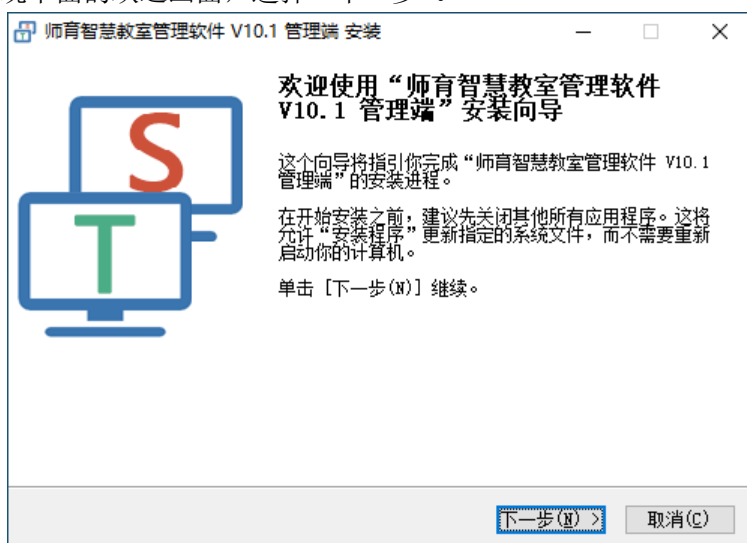 师育智慧教室管理软件 V10.1 管理端 安装
S
T
欢迎使用“师育智慧教室管理软件
V10.1 管理端”安装向导
这个向导将指引你完成“师育智慧教室管理软件 V10.1
管理端”的安装进程。
在开始安装之前，建议先关闭其他所有应用程序。这将
允许“安装程序”更新指定的系统文件，而不需要重新
启动你的计算机。
单击 [下一步(N)] 继续。
下一步(N) >
取消(C)